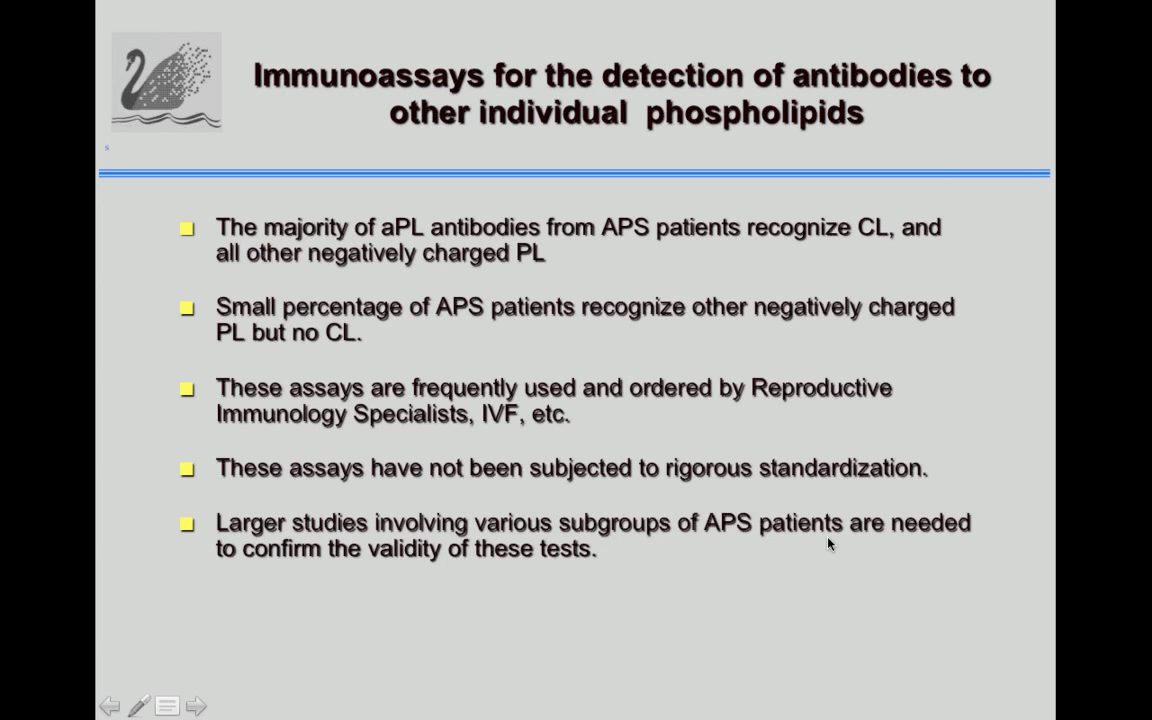 Immunoassays for the detection of antibodies to
other individual phospholipids
s
The majority of aPL antibodies from APS patients recognize CL, and
all other negatively charged PL
Small percentage of APS patients recognize other negatively charged
PL but no CL.
These assays are frequently used and ordered by Reproductive
Immunology Specialists, IVF, etc.
These assays have not been subjected to rigorous standardization.
Larger studies involving various subgroups of APS patients are needed
to confirm the validity of these tests.